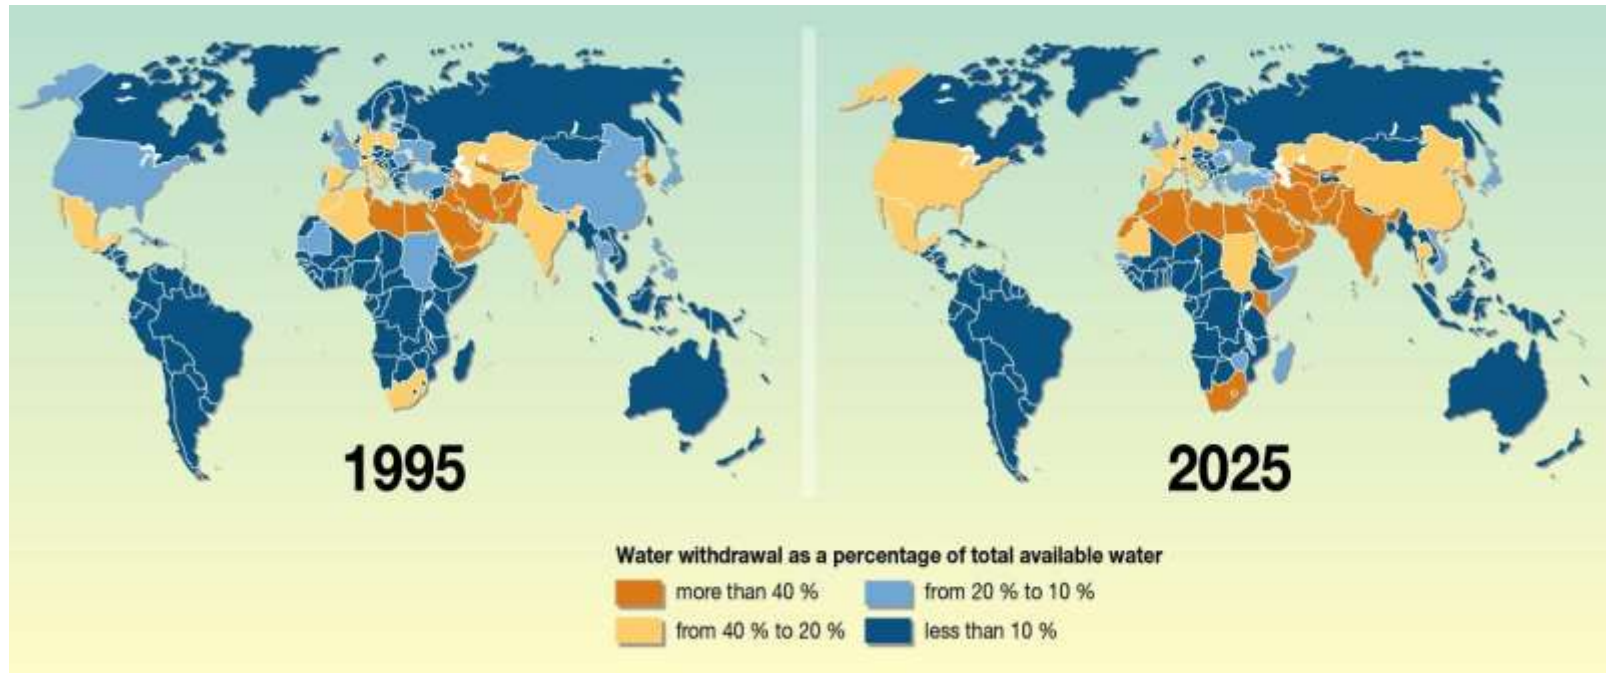 1995
2025
Water withdrawal as a percentage of total available water
more than 40 %
from 20 % to 10 %
from 40 % to 20 %
less than 10 %